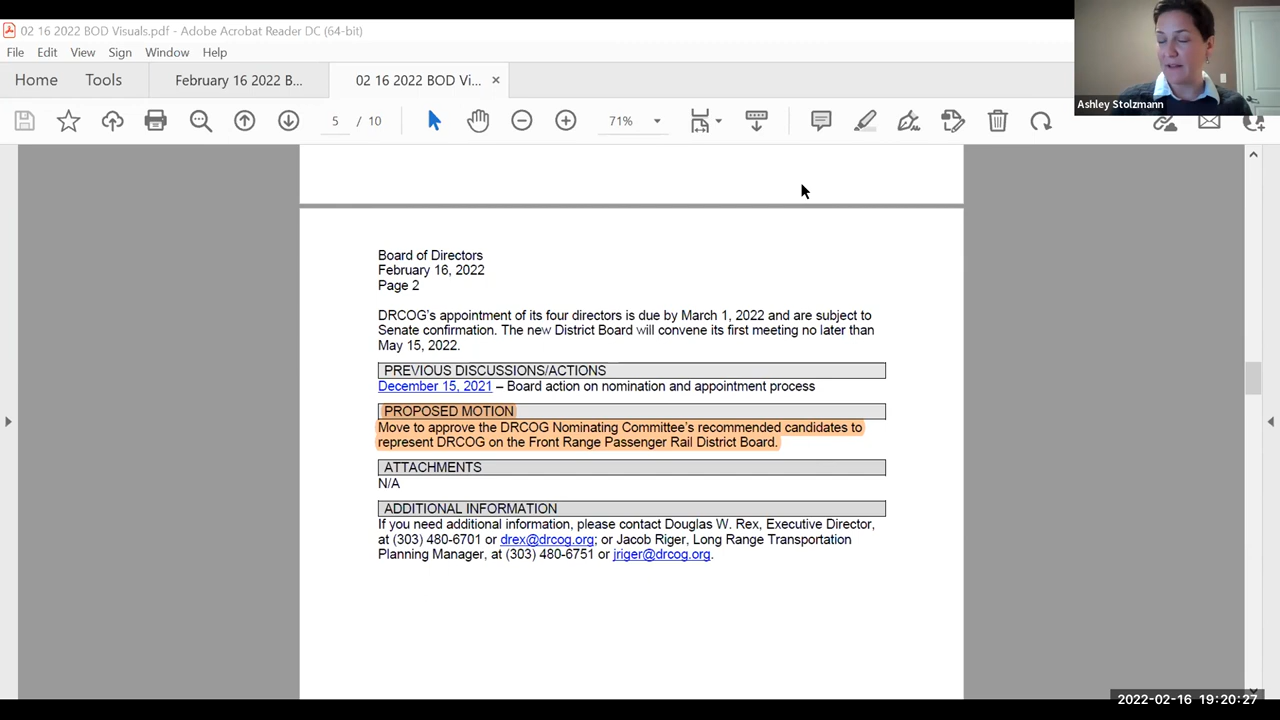 02 16 2022 BOD Visuals.pdf - Adobe Acrobat Reader DC (64-bit)
File Edit View Sign Window Help
Home Tools February 16 2022 B... 02 16 2022 BOD Vi... ×
5 / 10 71%
Ashley Stolzmann
Board of Directors
February 16, 2022
Page 2
DRCOG's appointment of its four directors is due by March 1, 2022 and are subject to
Senate confirmation. The new District Board will convene its first meeting no later than
May 15, 2022.
PREVIOUS DISCUSSIONS/ACTIONS
December 15, 2021 – Board action on nomination and appointment process
PROPOSED MOTION
Move to approve the DRCOG Nominating Committee's recommended candidates to
represent DRCOG on the Front Range Passenger Rail District Board.
ATTACHMENTS
N/A
ADDITIONAL INFORMATION
If you need additional information, please contact Douglas W. Rex, Executive Director,
at (303) 480-6701 or drex@drcog.org; or Jacob Riger, Long Range Transportation
Planning Manager, at (303) 480-6751 or jriger@drcog.org.
2022-02-16 19:20:27